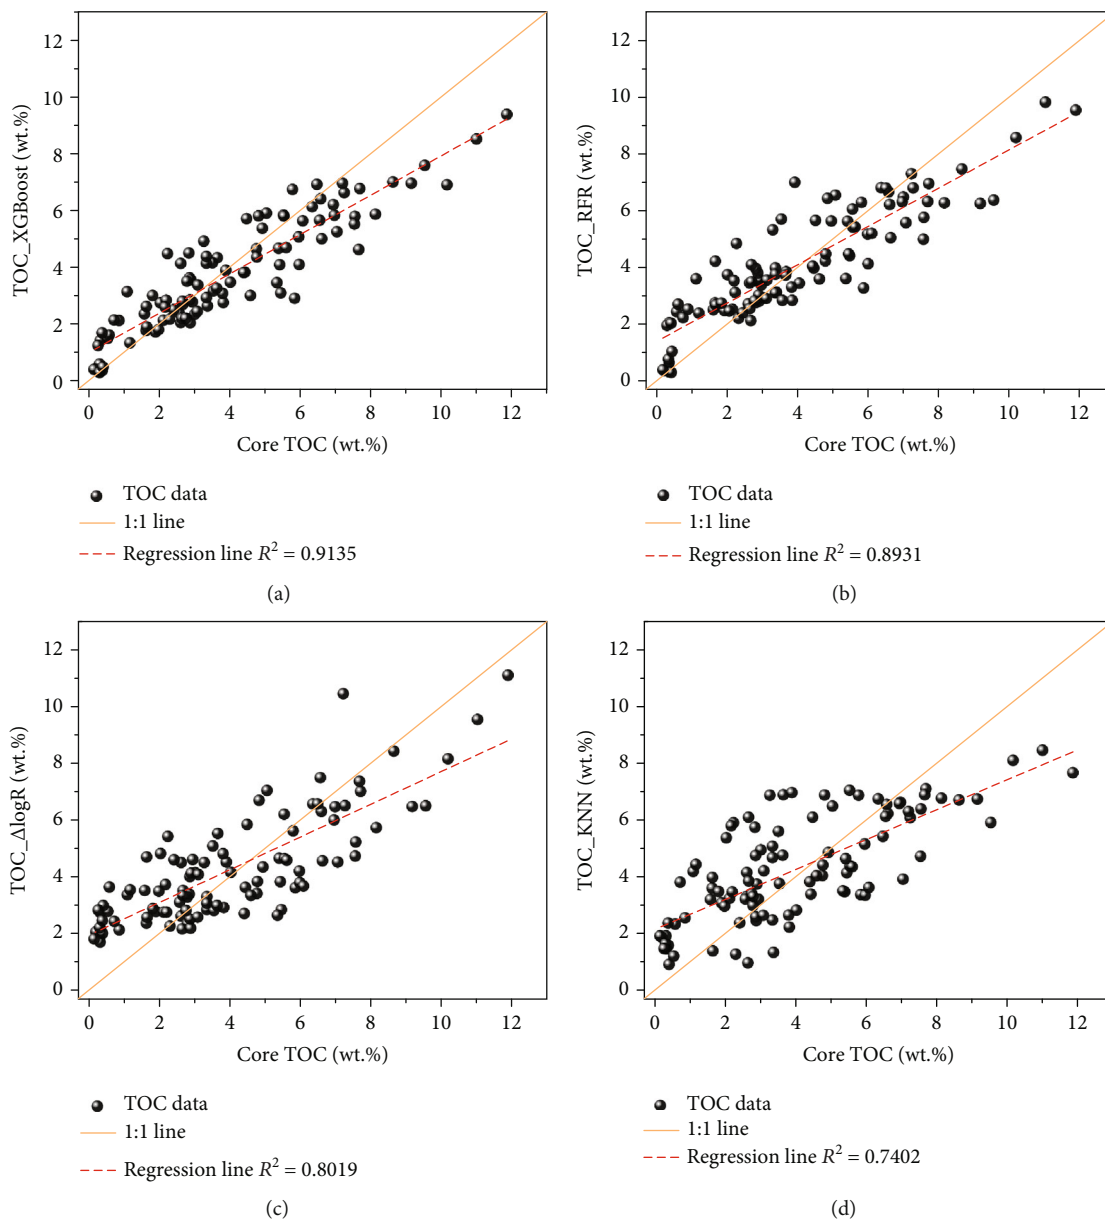 12
10
8
6
4
2
0
TOC_XGBoost (wt.%)
0 2 4 6 8 10 12
Core TOC (wt.%)
TOC data
1:1 line
Regression line R² = 0.9135
(a)
12
10
8
6
4
2
0
TOC_RFR (wt.%)
0 2 4 6 8 10 12
Core TOC (wt.%)
TOC data
1:1 line
Regression line R² = 0.8931
(b)
12
10
8
6
4
2
0
TOC_ΔlogR (wt.%)
0 2 4 6 8 10 12
Core TOC (wt.%)
TOC data
1:1 line
Regression line R² = 0.8019
(c)
12
10
8
6
4
2
0
TOC_KNN (wt.%)
0 2 4 6 8 10 12
Core TOC (wt.%)
TOC data
1:1 line
Regression line R² = 0.7402
(d)